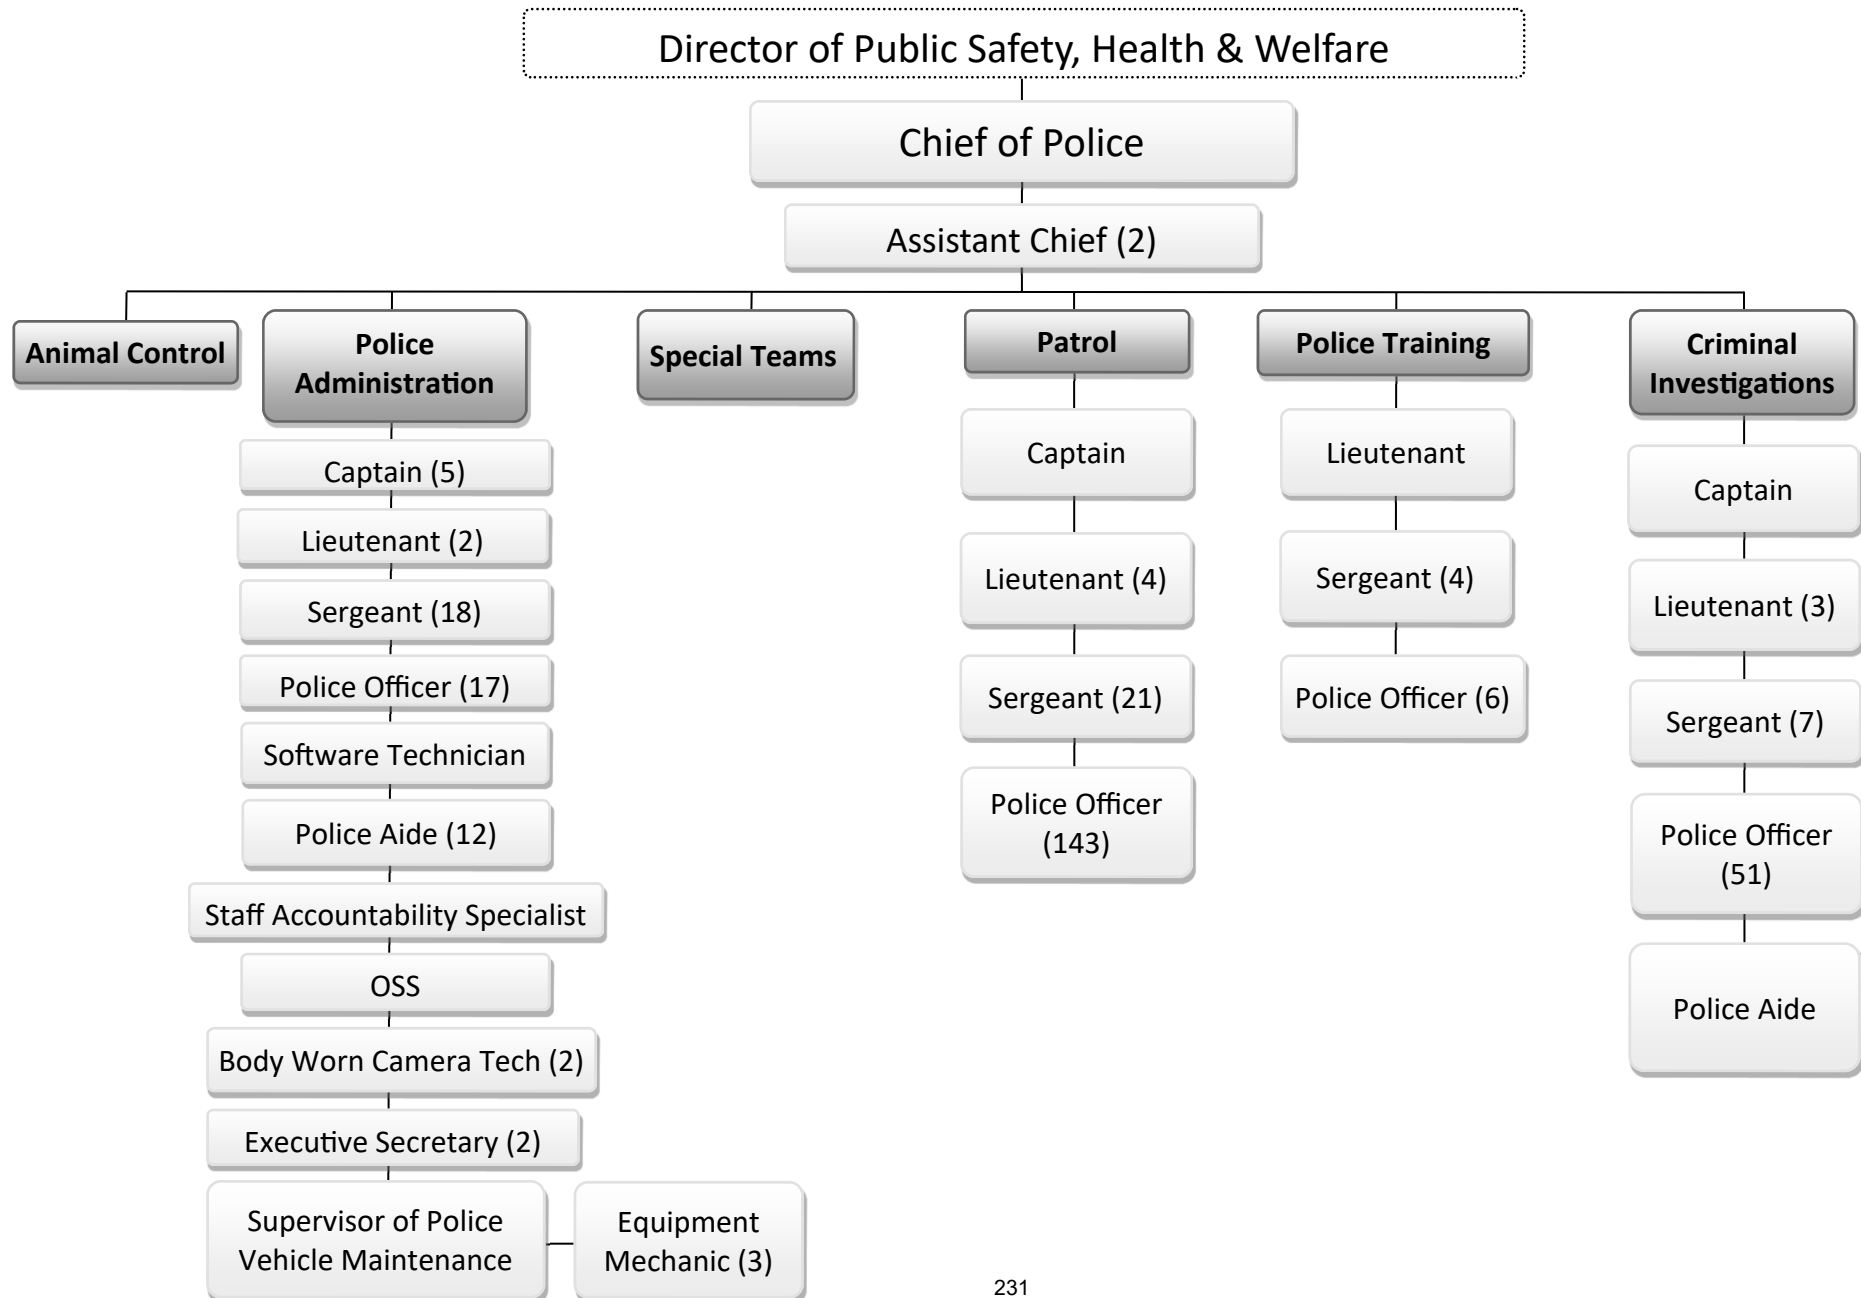 Director of Public Safety, Health & Welfare
Chief of Police
Assistant Chief (2)
Animal Control
Police
Administration
Captain (5)
Lieutenant (2)
Sergeant (18)
Police Officer (17)
Software Technician
Police Aide (12)
Staff Accountability Specialist
OSS
Body Worn Camera Tech (2)
Executive Secretary (2)
Supervisor of Police
Vehicle Maintenance
Equipment
Mechanic (3)
Special Teams
Patrol
Captain
Lieutenant (4)
Sergeant (21)
Police Officer
(143)
Police Training
Lieutenant
Sergeant (4)
Police Officer (6)
Criminal
Investigations
Captain
Lieutenant (3)
Sergeant (7)
Police Officer
(51)
Police Aide
231